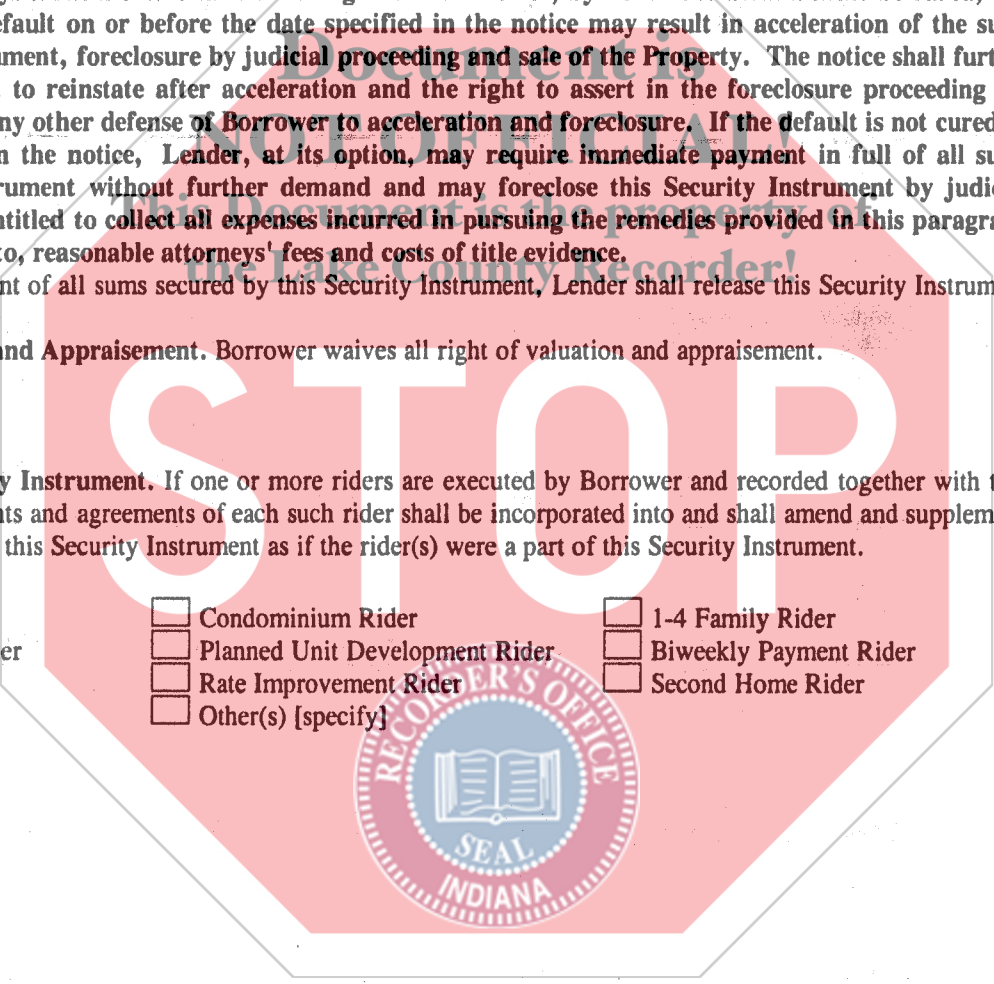 efault on or before the date specified in the notice may result in acceleration of the su
ument, foreclosure by judicial proceeding and sale of the Property. The notice shall furt
to reinstate after acceleration and the right to assert in the foreclosure proceeding
ny other defense of Borrower to acceleration and foreclosure. If the default is not cured
n the notice, Lender, at its option, may require immediate payment in full of all su
rument without further demand and may foreclose this Security Instrument by judic
ntitled to collect all expenses incurred in pursuing the remedies provided in this paragra
to, reasonable attorneys' fees and costs of title evidence.
nt of all sums secured by this Security Instrument, Lender shall release this Security Instrum
and Appraisement. Borrower waives all right of valuation and appraisement.
y Instrument. If one or more riders are executed by Borrower and recorded together with t
nts and agreements of each such rider shall be incorporated into and shall amend and supplem
this Security Instrument as if the rider(s) were a part of this Security Instrument.
Condominium Rider 1-4 Family Rider
er Planned Unit Development Rider Biweekly Payment Rider
Rate Improvement Rider Second Home Rider
Other(s) [specify]
Document is
NOT OFFICIAL!
This Document is the property of
the Lake County Recorder!
STOP
RECORDER'S OFFICE
SEAL
INDIANA